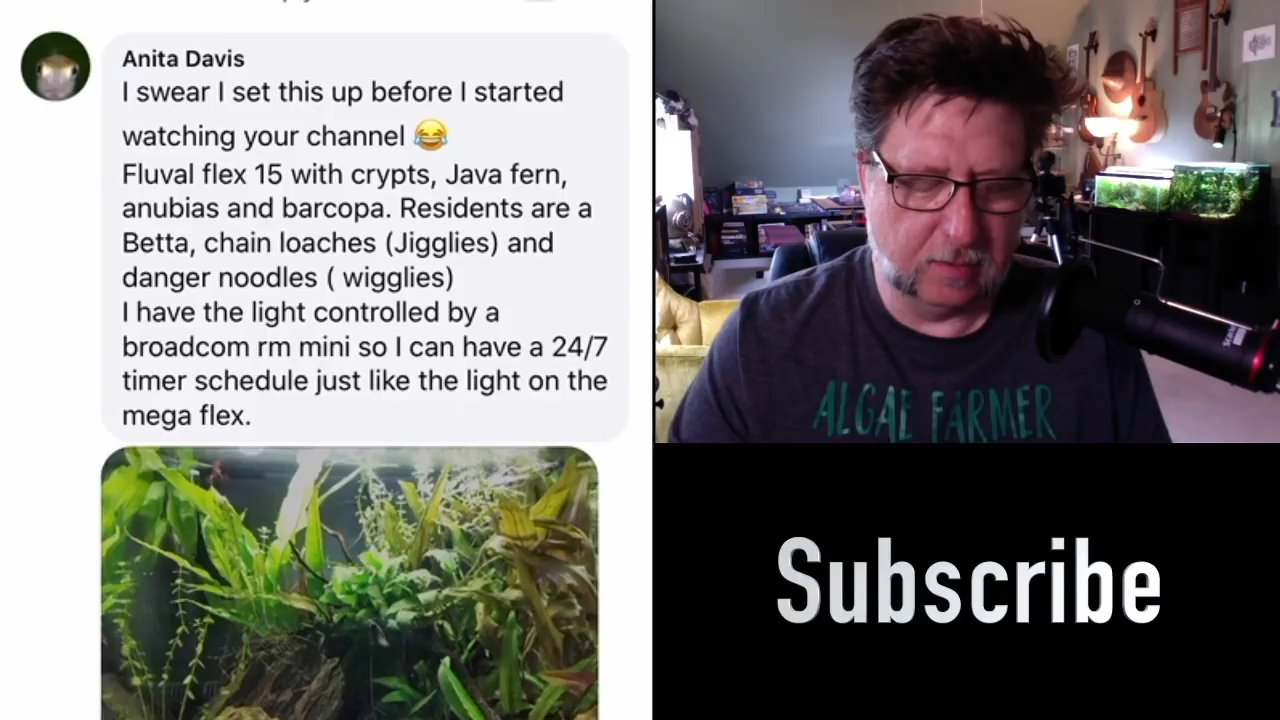 Anita Davis
I swear I set this up before I started
watching your channel 😂
Fluval flex 15 with crypts, Java fern,
anubias and barcopa. Residents are a
Betta, chain loaches (Jigglies) and
danger noodles ( wigglies)
I have the light controlled by a
broadcom rm mini so I can have a 24/7
timer schedule just like the light on the
mega flex.
ALGAE FARMER
Subscribe